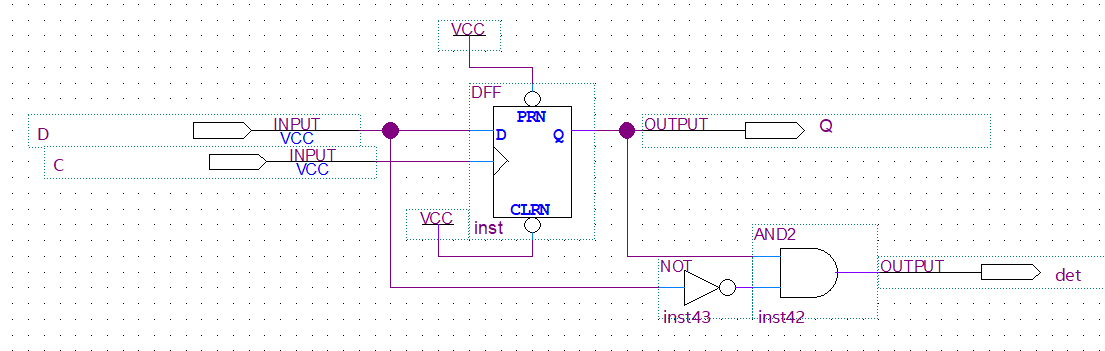 VCC
DFF
PRN
D
INPUT
VCC
D
Q
OUTPUT
Q
C
INPUT
VCC
CLRN
VCC
inst
AND2
NOT
OUTPUT
det
inst43
inst42